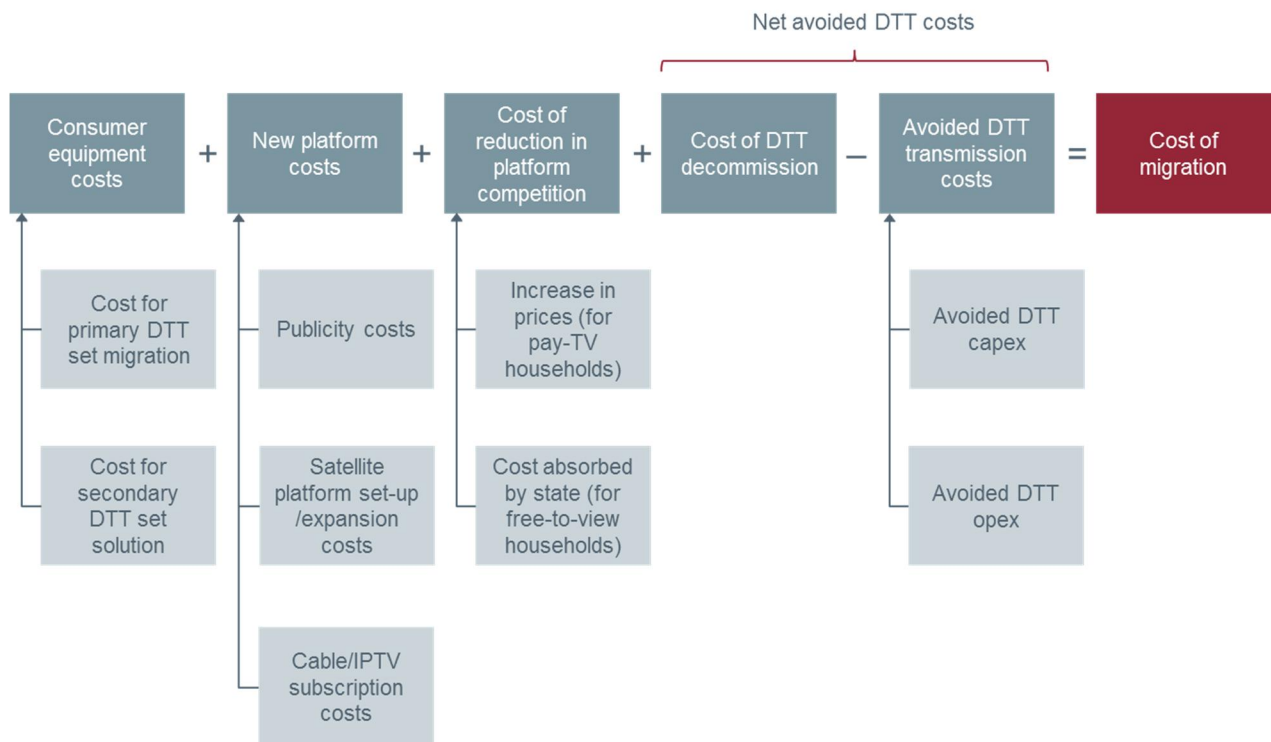 Net avoided DTT costs
Consumer
equipment
costs
+
New platform
costs
+
Cost of
reduction in
platform
competition
+
Cost of DTT
decommission
–
Avoided DTT
transmission
costs
=
Cost of
migration
Cost for
primary DTT
set migration
Publicity costs
Increase in
prices (for
pay-TV
households)
Avoided DTT
capex
Cost for
secondary
DTT set
solution
Satellite
platform set-up
/expansion
costs
Cost absorbed
by state (for
free-to-view
households)
Avoided DTT
opex
Cable/IPTV
subscription
costs